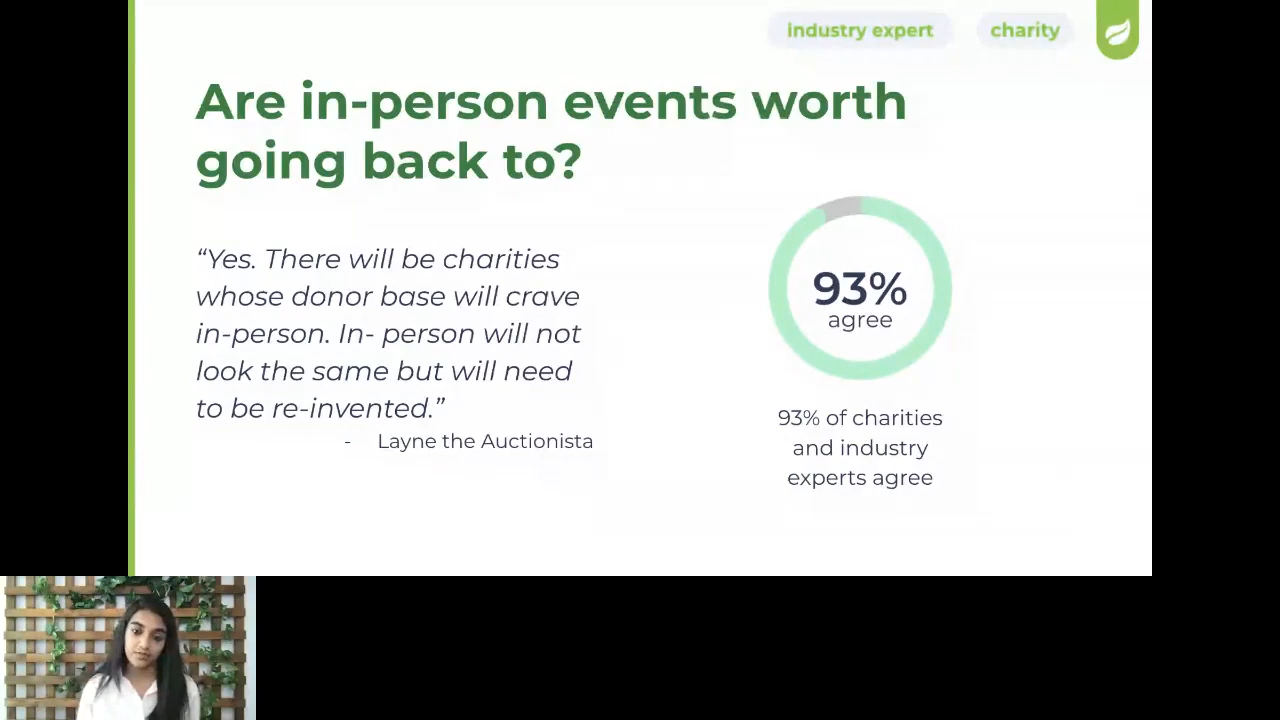 industry expert
charity
Are in-person events worth
going back to?
“Yes. There will be charities
whose donor base will crave
in-person. In- person will not
look the same but will need
to be re-invented.”
- Layne the Auctionista
93%
agree
93% of charities
and industry
experts agree